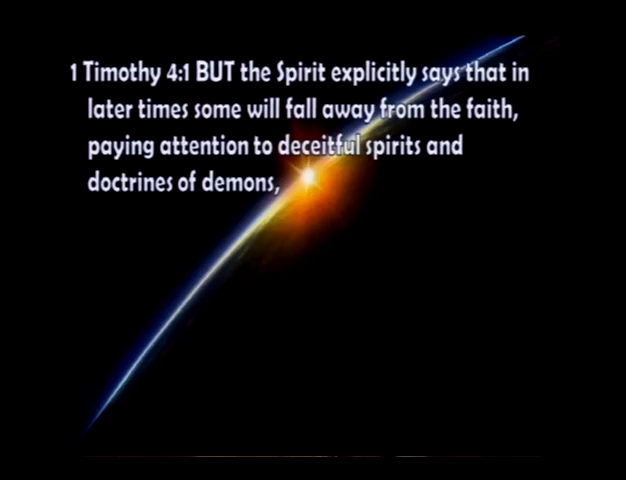 1 Timothy 4:1 BUT the Spirit explicitly says that in
later times some will fall away from the faith,
paying attention to deceitful spirits and
doctrines of demons,